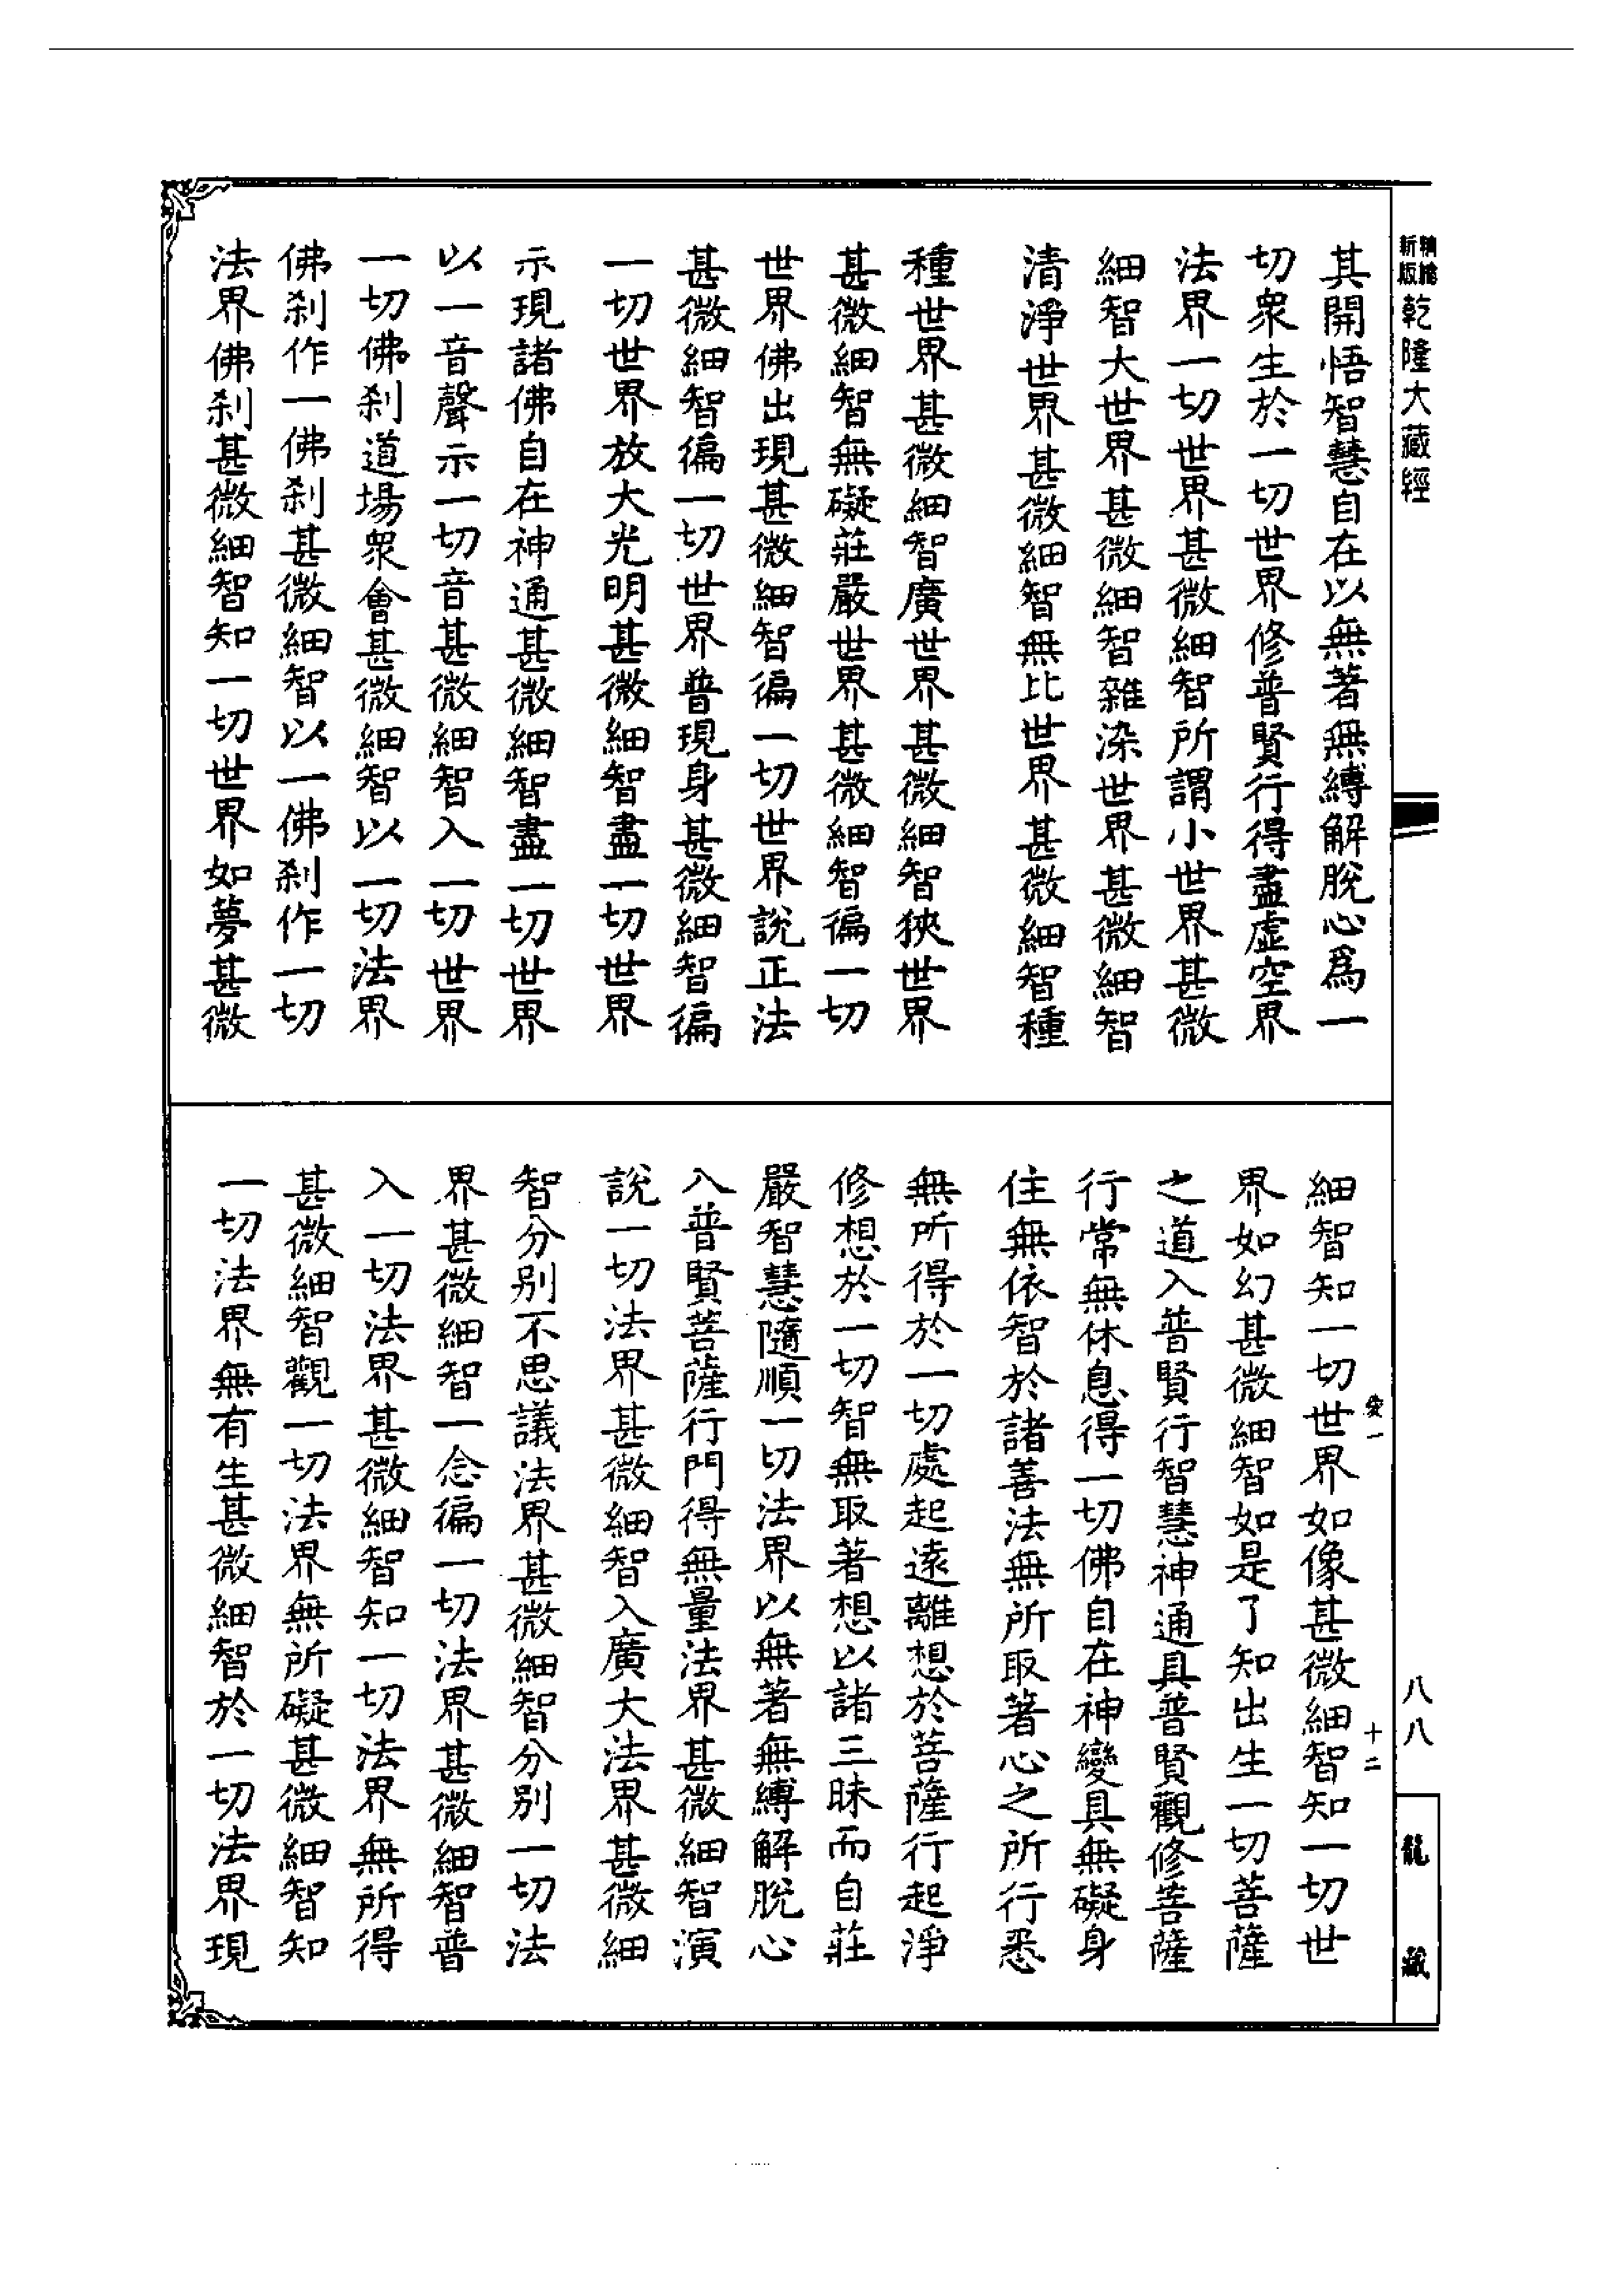 精繪
新版
乾隆大藏經
其開悟智慧自在以無著無縛解脫心爲一
切衆生於一切世界修普賢行得盡虛空界
法界一切世界甚微細智所謂小世界甚微
細智大世界甚微細智雜染世界甚微細智
清淨世界甚微細智無比世界甚微細智種
種世界甚微細智廣世界甚微細智狹世界
甚微細智無礙莊嚴世界甚微細智徧一切
世界佛出現甚微細智徧一切世界說正法
甚微細智徧一切世界普現身甚微細智徧
一切世界放大光明甚微細智盡一切世界
示現諸佛自在神通甚微細智盡一切世界
以一音聲示一切音甚微細智入一切世界
一切佛刹道場衆會甚微細智以一切法界
佛刹作一佛刹甚微細智以一佛刹作一切
法界佛刹甚微細智知一切世界如夢甚微
細智知一切世界如像甚微細智知一切世
界如幻甚微細智如是了知出生一切菩薩
之道入普賢行智慧神通具普賢觀修菩薩
行常無休息得一切佛自在神變具無礙身
住無依智於諸善法無所取著心之所行悉
無所得於一切處起遠離想於菩薩行起淨
修想於一切智無取著想以諸三昧而自莊
嚴智慧隨順一切法界以無著無縛解脫心
入普賢菩薩行門得無量法界甚微細智演
說一切法界甚微細智入廣大法界甚微細
智分別不思議法界甚微細智分別一切法
界甚微細智一念徧一切法界甚微細智普
入一切法界甚微細智知一切法界無所得
甚微細智觀一切法界無所礙甚微細智知
一切法界無有生甚微細智於一切法界現
愛一
十二
八八
龍藏